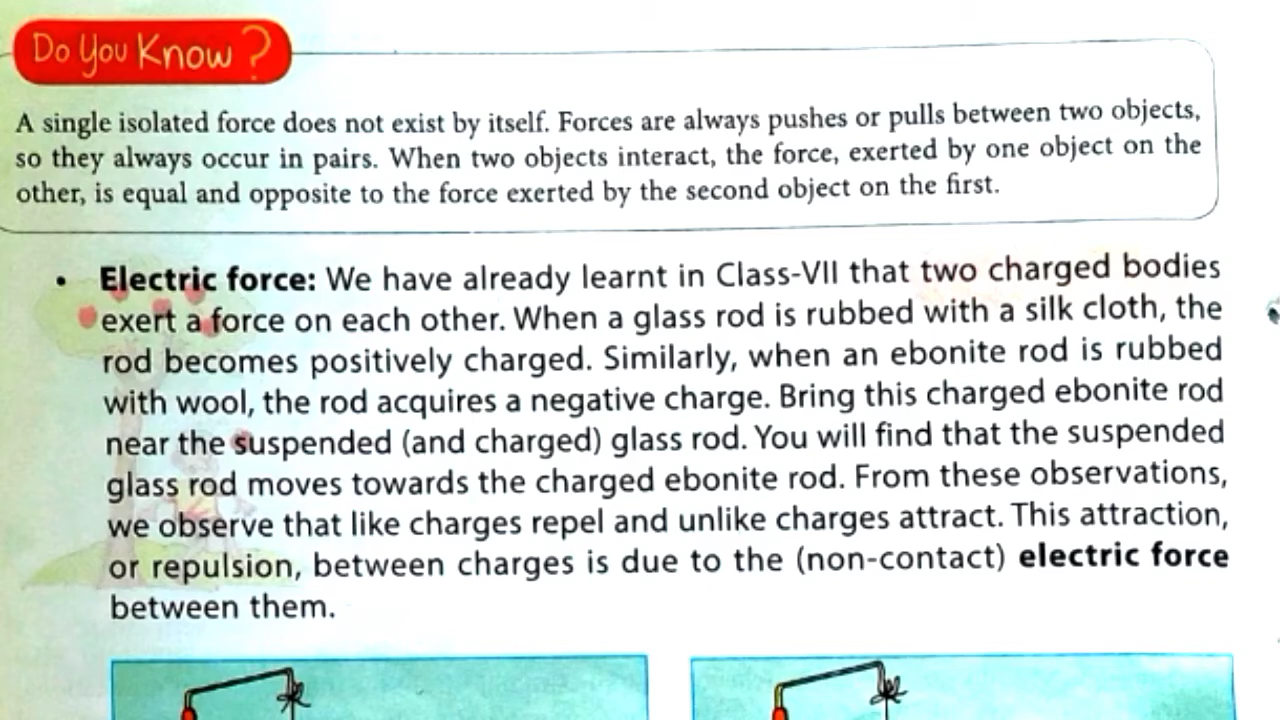 Do You Know?
A single isolated force does not exist by itself. Forces are always pushes or pulls between two objects,
so they always occur in pairs. When two objects interact, the force, exerted by one object on the
other, is equal and opposite to the force exerted by the second object on the first.
• Electric force: We have already learnt in Class-VII that two charged bodies
exert a force on each other. When a glass rod is rubbed with a silk cloth, the
rod becomes positively charged. Similarly, when an ebonite rod is rubbed
with wool, the rod acquires a negative charge. Bring this charged ebonite rod
near the suspended (and charged) glass rod. You will find that the suspended
glass rod moves towards the charged ebonite rod. From these observations,
we observe that like charges repel and unlike charges attract. This attraction,
or repulsion, between charges is due to the (non-contact) electric force
between them.